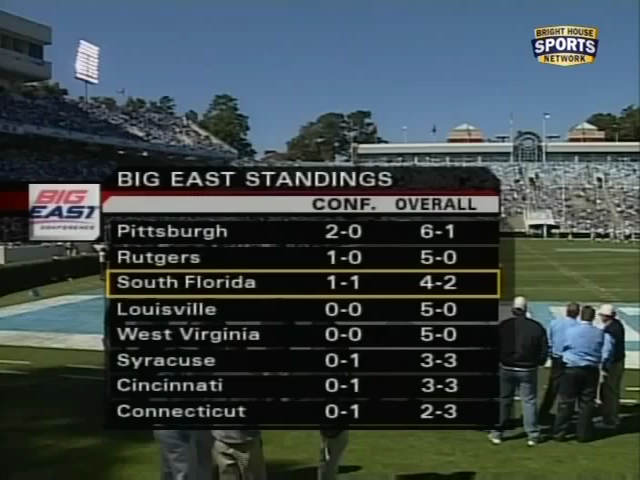 BRIGHT HOUSE
SPORTS
NETWORK
BIG EAST STANDINGS
BIG
EAST
CONFERENCE
CONF. OVERALL
Pittsburgh 2-0 6-1
Rutgers 1-0 5-0
South Florida 1-1 4-2
Louisville 0-0 5-0
West Virginia 0-0 5-0
Syracuse 0-1 3-3
Cincinnati 0-1 3-3
Connecticut 0-1 2-3